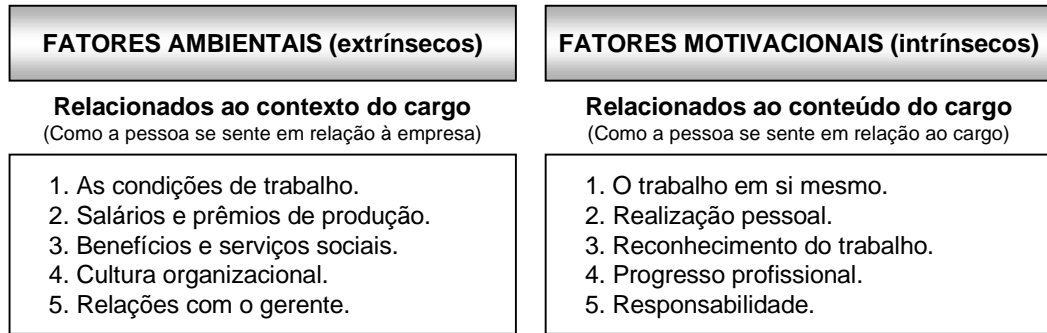 FATORES AMBIENTAIS (extrínsecos)
Relacionados ao contexto do cargo
(Como a pessoa se sente em relação à empresa)
1. As condições de trabalho.
2. Salários e prêmios de produção.
3. Benefícios e serviços sociais.
4. Cultura organizacional.
5. Relações com o gerente.
FATORES MOTIVACIONAIS (intrínsecos)
Relacionados ao conteúdo do cargo
(Como a pessoa se sente em relação ao cargo)
1. O trabalho em si mesmo.
2. Realização pessoal.
3. Reconhecimento do trabalho.
4. Progresso profissional.
5. Responsabilidade.